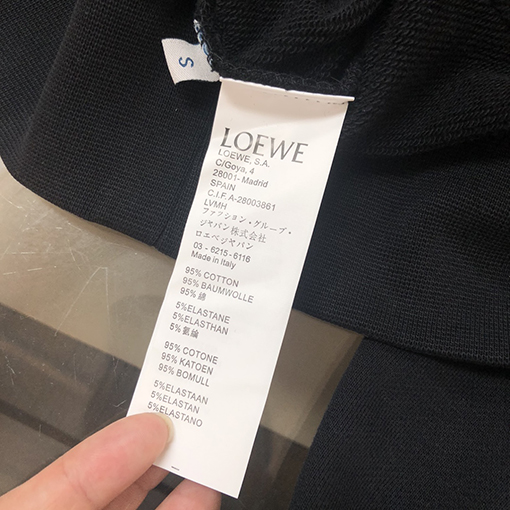 S
LOEWE
LOEWE, S.A.
C/Goya, 4
28001- Madrid
SPAIN
C.I.F. A-28003861
LVMH
ファッション・グループ・
ジャパン株式会社
ロエベジャパン
03 - 6215-6116
Made in Italy
95% COTTON
95% BAUMWOLLE
95% 綿
5%ELASTANE
5%ELASTHAN
5%氨綸
95% COTONE
95% KATOEN
95% BOMULL
5%ELASTAAN
5%ELASTAN
5%ELASTANO